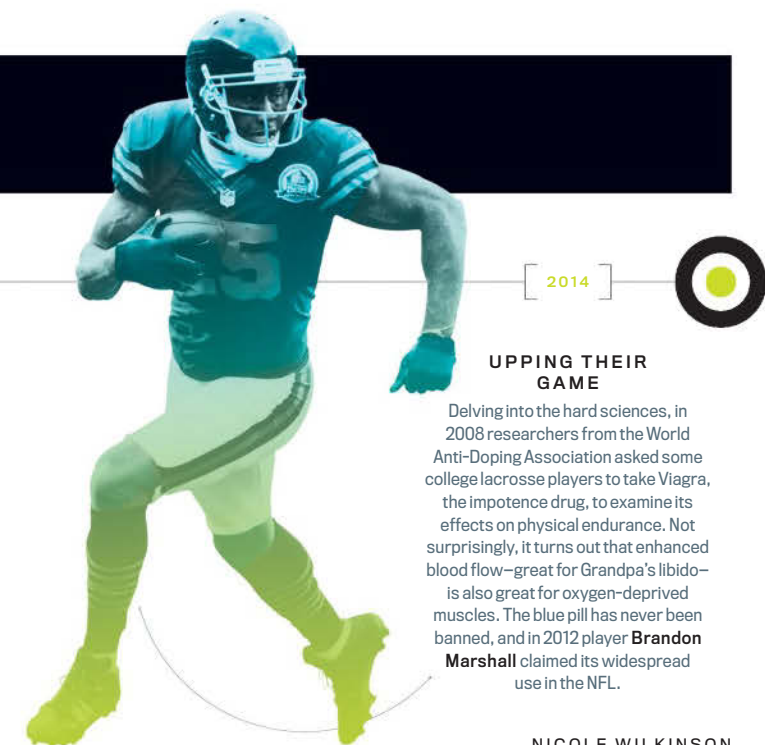 15
2014
UPPING THEIR
GAME
Delving into the hard sciences, in
2008 researchers from the World
Anti-Doping Association asked some
college lacrosse players to take Viagra,
the impotence drug, to examine its
effects on physical endurance. Not
surprisingly, it turns out that enhanced
blood flow—great for Grandpa’s libido—
is also great for oxygen-deprived
muscles. The blue pill has never been
banned, and in 2012 player Brandon
Marshall claimed its widespread
use in the NFL.
NICOLE WILKINSON